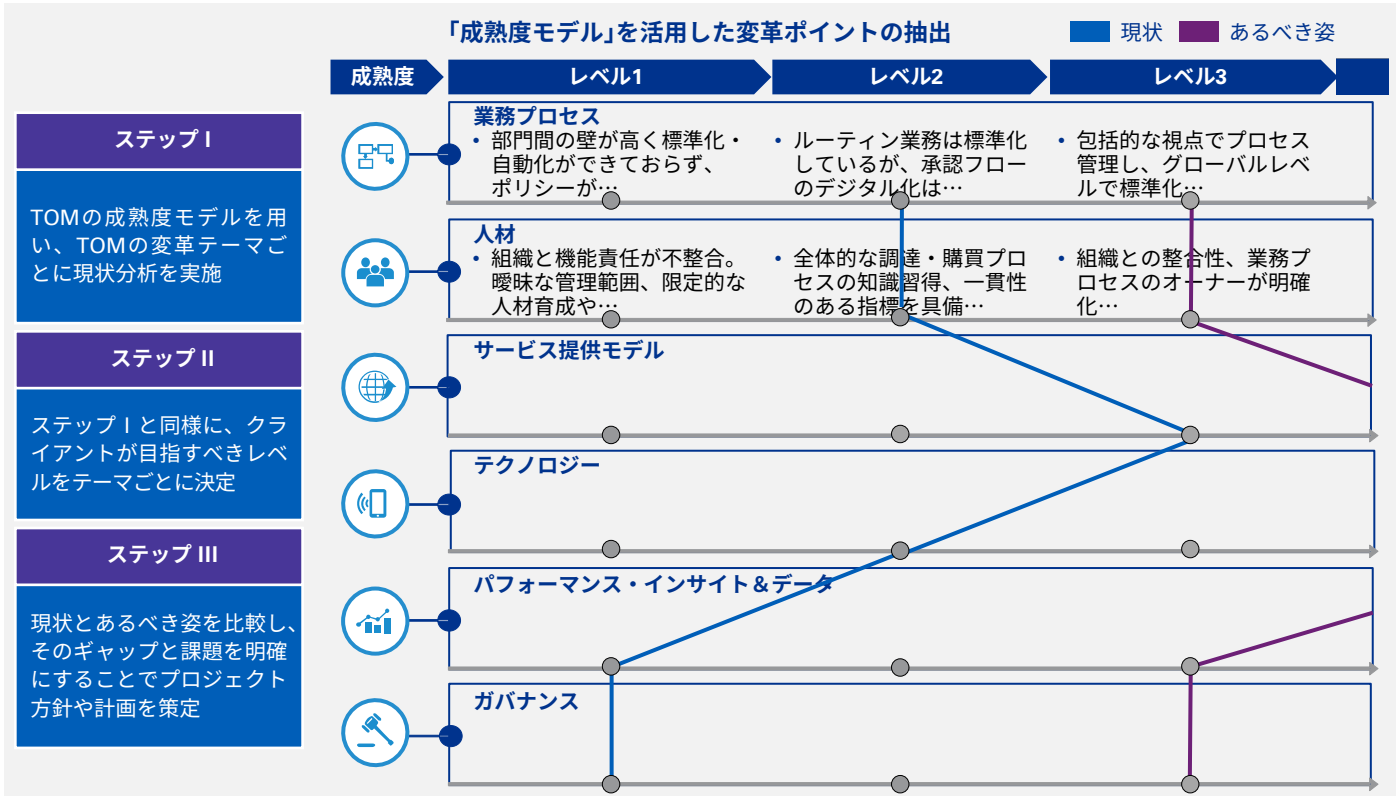 「成熟度モデル」を活用した変革ポイントの抽出
現状
あるべき姿
成熟度
レベル1
レベル2
レベル3
ステップ I
TOMの成熟度モデルを用
い、TOMの変革テーマご
とに現状分析を実施
ステップ II
ステップ I と同様に、クラ
イアントが目指すべきレベ
ルをテーマごとに決定
ステップ III
現状とあるべき姿を比較し、
そのギャップと課題を明確
にすることでプロジェクト
方針や計画を策定
業務プロセス
• 部門間の壁が高く標準化・
自動化ができておらず、
ポリシーが…
• ルーティン業務は標準化
しているが、承認フロー
のデジタル化は…
• 包括的な視点でプロセス
管理し、グローバルレベ
ルで標準化…
人材
• 組織と機能責任が不整合。
曖昧な管理範囲、限定的な
人材育成や…
• 全体的な調達・購買プロ
セスの知識習得、一貫性
のある指標を具備…
• 組織との整合性、業務プ
ロセスのオーナーが明確
化…
サービス提供モデル
テクノロジー
パフォーマンス・インサイト＆データ
ガバナンス